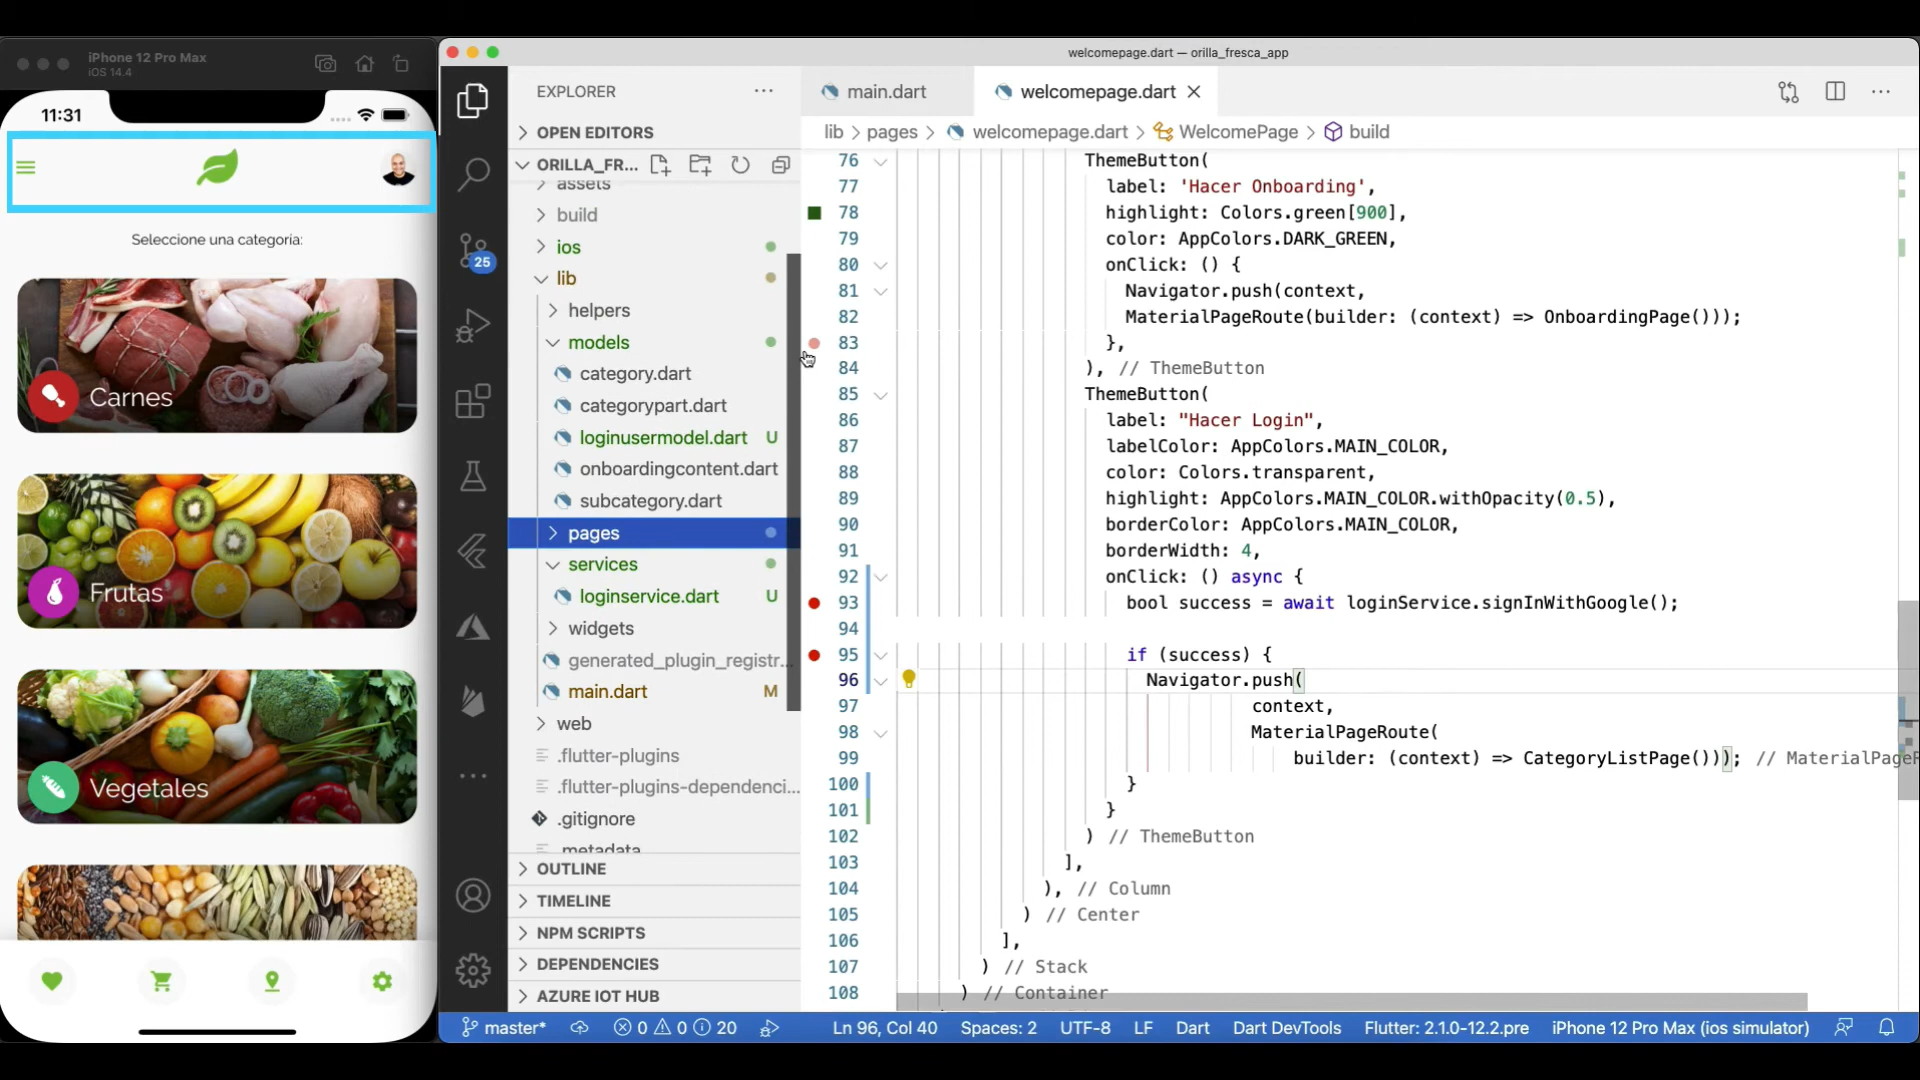 iPhone 12 Pro Max
iOS 14.4
11:31
Seleccione una categoría:
Carnes
Frutas
Vegetales
welcomepage.dart — orilla_fresca_app
EXPLORER
OPEN EDITORS
ORILLA_FR...
assets
build
ios
lib
helpers
models
category.dart
categorypart.dart
loginusermodel.dart U
onboardingcontent.dart
subcategory.dart
pages
services
loginservice.dart U
widgets
generated_plugin_registr...
main.dart M
web
.flutter-plugins
.flutter-plugins-dependenci...
.gitignore
.metadata
OUTLINE
TIMELINE
NPM SCRIPTS
DEPENDENCIES
AZURE IOT HUB
25
main.dart
welcomepage.dart
lib > pages > welcomepage.dart > WelcomePage > build
76 ThemeButton(
77 label: 'Hacer Onboarding',
78 highlight: Colors.green[900],
79 color: AppColors.DARK_GREEN,
80 onClick: () {
81 Navigator.push(context,
82 MaterialPageRoute(builder: (context) => OnboardingPage()));
83 },
84 ), // ThemeButton
85 ThemeButton(
86 label: "Hacer Login",
87 labelColor: AppColors.MAIN_COLOR,
88 color: Colors.transparent,
89 highlight: AppColors.MAIN_COLOR.withOpacity(0.5),
90 borderColor: AppColors.MAIN_COLOR,
91 borderWidth: 4,
92 onClick: () async {
93 bool success = await loginService.signInWithGoogle();
94
95 if (success) {
96 Navigator.push(
97 context,
98 MaterialPageRoute(
99 builder: (context) => CategoryListPage())); // MaterialPageR
100 }
101 }
102 ) // ThemeButton
103 ],
104 ), // Column
105 ) // Center
106 ],
107 ) // Stack
108 ) // Container
master* 0 0 20 Ln 96, Col 40 Spaces: 2 UTF-8 LF Dart Dart DevTools Flutter: 2.1.0-12.2.pre iPhone 12 Pro Max (ios simulator)